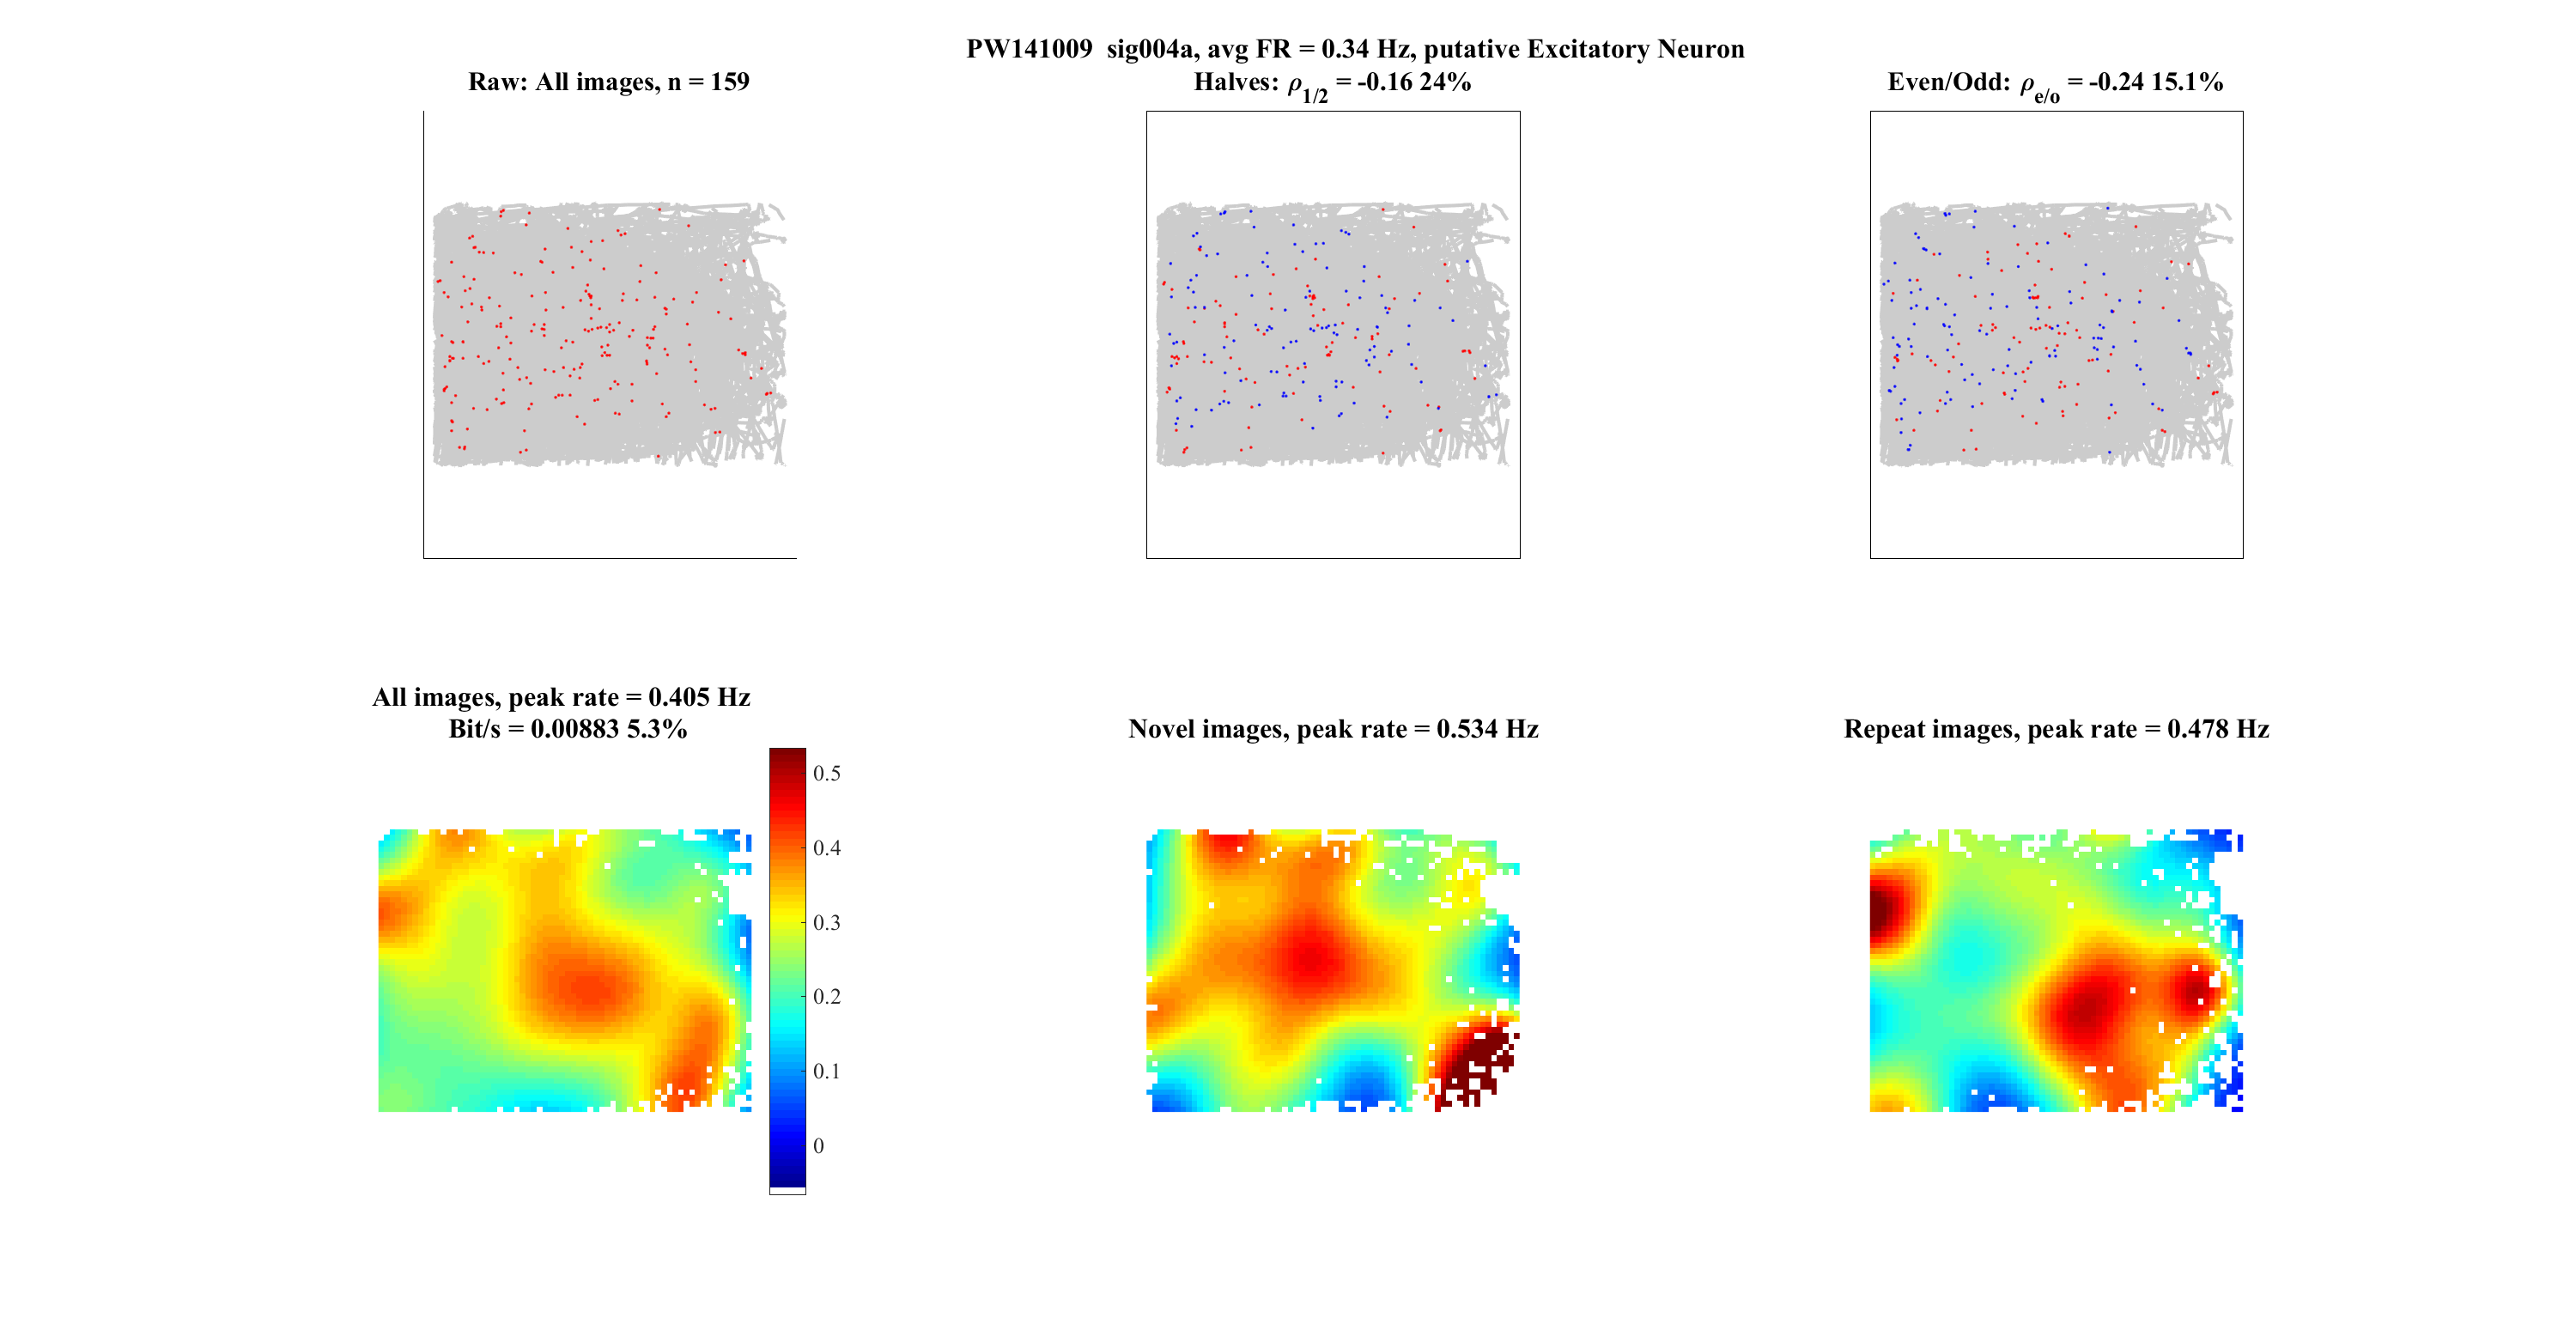 PW141009  sig004a, avg FR = 0.34 Hz, putative Excitatory Neuron
Raw: All images, n = 159
Halves: ρ1/2 = -0.16 24%
Even/Odd: ρe/o = -0.24 15.1%
All images, peak rate = 0.405 Hz
Bit/s = 0.00883 5.3%
0.5
0.4
0.3
0.2
0.1
0
Novel images, peak rate = 0.534 Hz
Repeat images, peak rate = 0.478 Hz